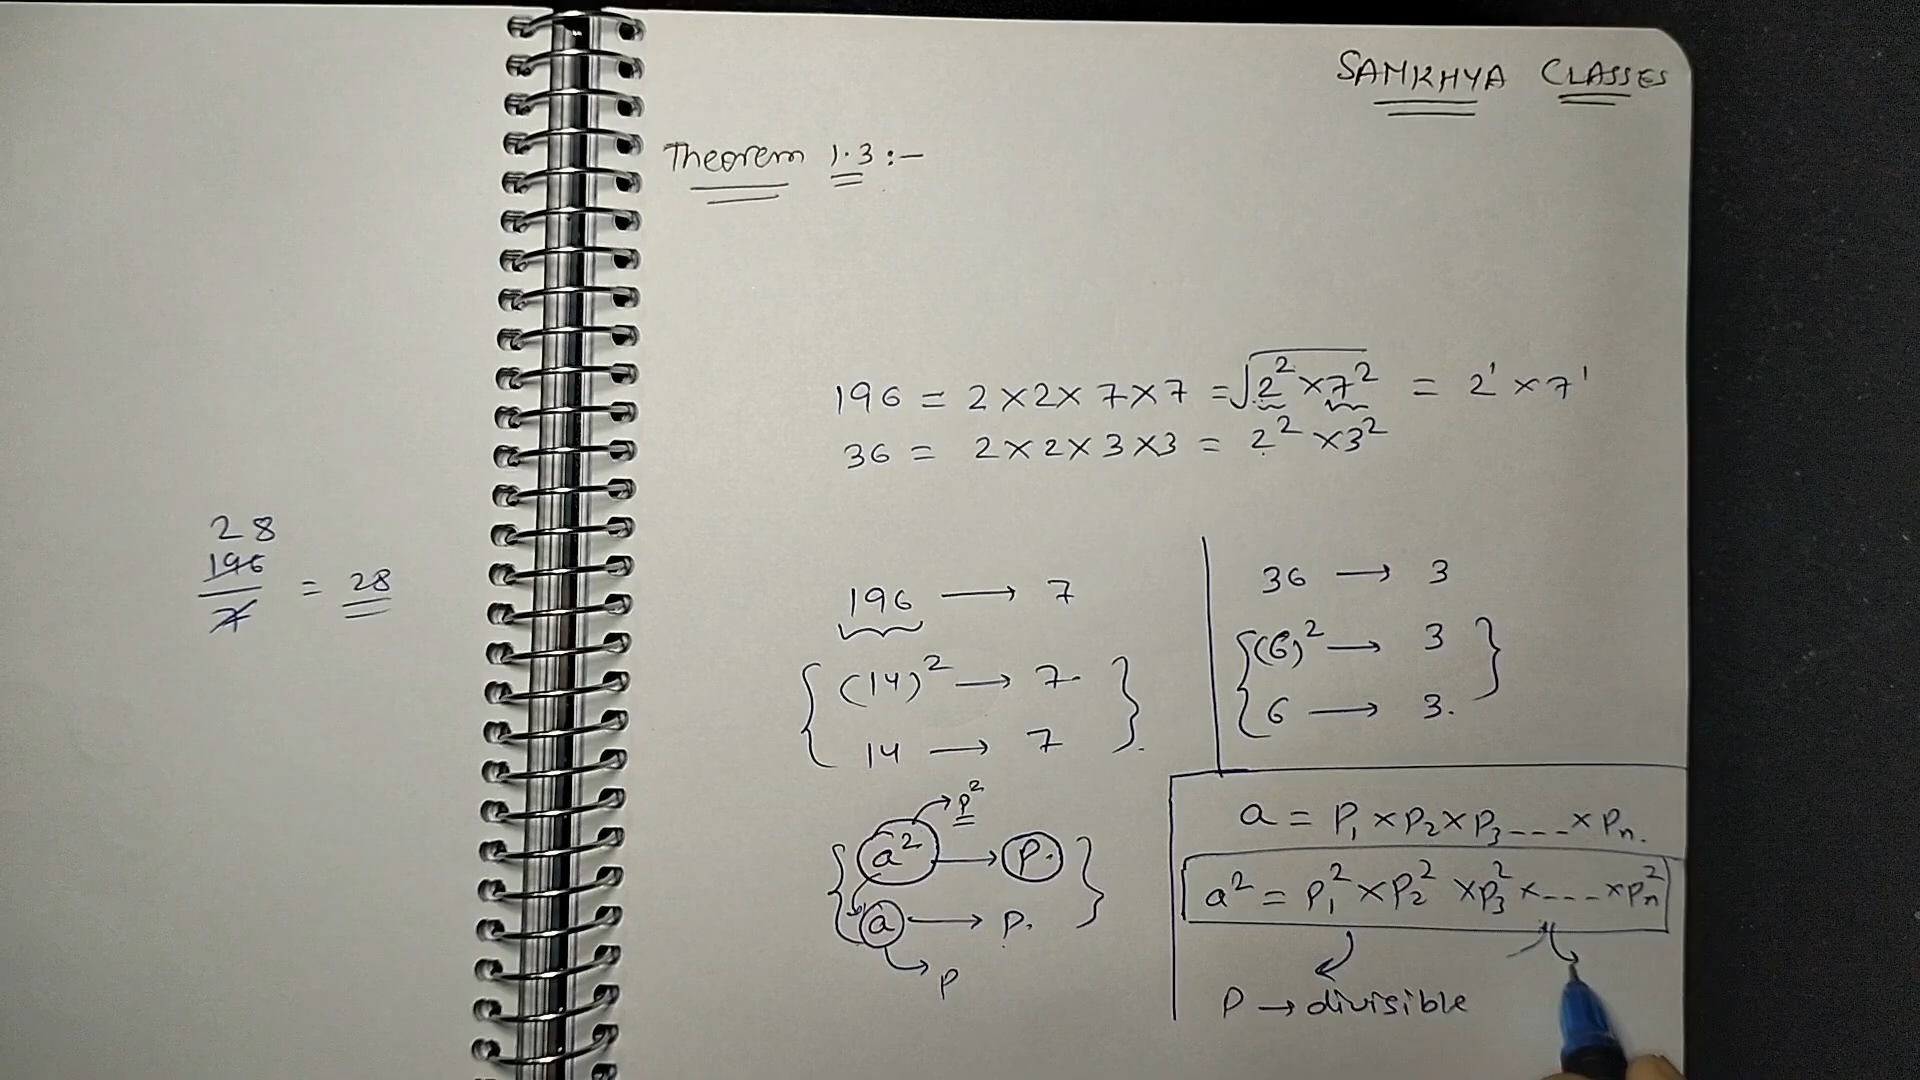 SAMKHYA CLASSES
Theorem 1.3 :-
196 = 2×2×7×7 = √2²×7² = 2¹×7¹
36 = 2×2×3×3 = 2²×3²
28
196
7
= 28
196 → 7
(14)² → 7
14 → 7
36 → 3
(6)² → 3
6 → 3.
p²
a² → p.
a → p.
p
a = P₁×P₂×P₃---×Pₙ.
a² = P₁²×P₂²×P₃²×---×Pₙ²
P → divisible